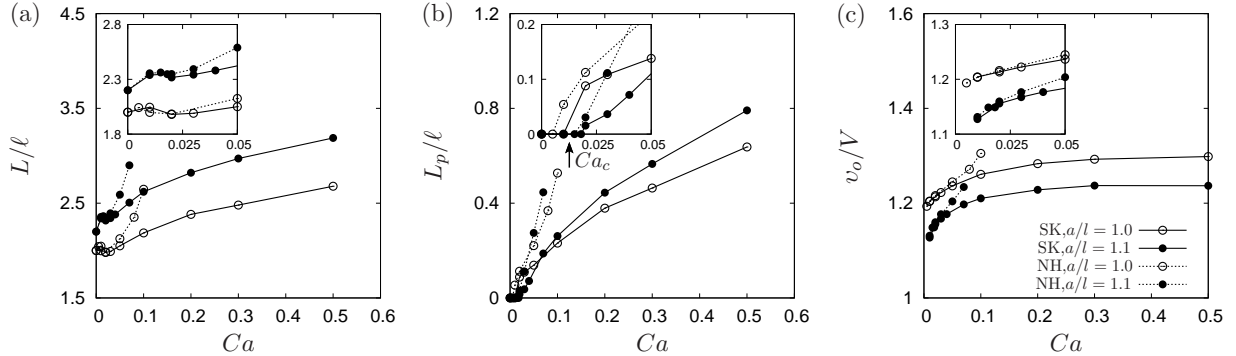 (a)
4.5
3.5
2.5
1.5
L/ℓ
2.8
2.3
1.8
0
0.025
0.05
0.0 0.1 0.2 0.3 0.4 0.5 0.6
Ca
(b)
1.2
0.8
0.4
0
L_p/ℓ
0.2
0.1
0
0
0.025
0.05
Ca_c
0.0 0.1 0.2 0.3 0.4 0.5 0.6
Ca
(c)
1.6
1.4
1.2
1
v_o/V
1.3
1.2
1.1
0
0.025
0.05
SK,a/l = 1.0
SK,a/l = 1.1
NH,a/l = 1.0
NH,a/l = 1.1
0.0 0.1 0.2 0.3 0.4 0.5
Ca